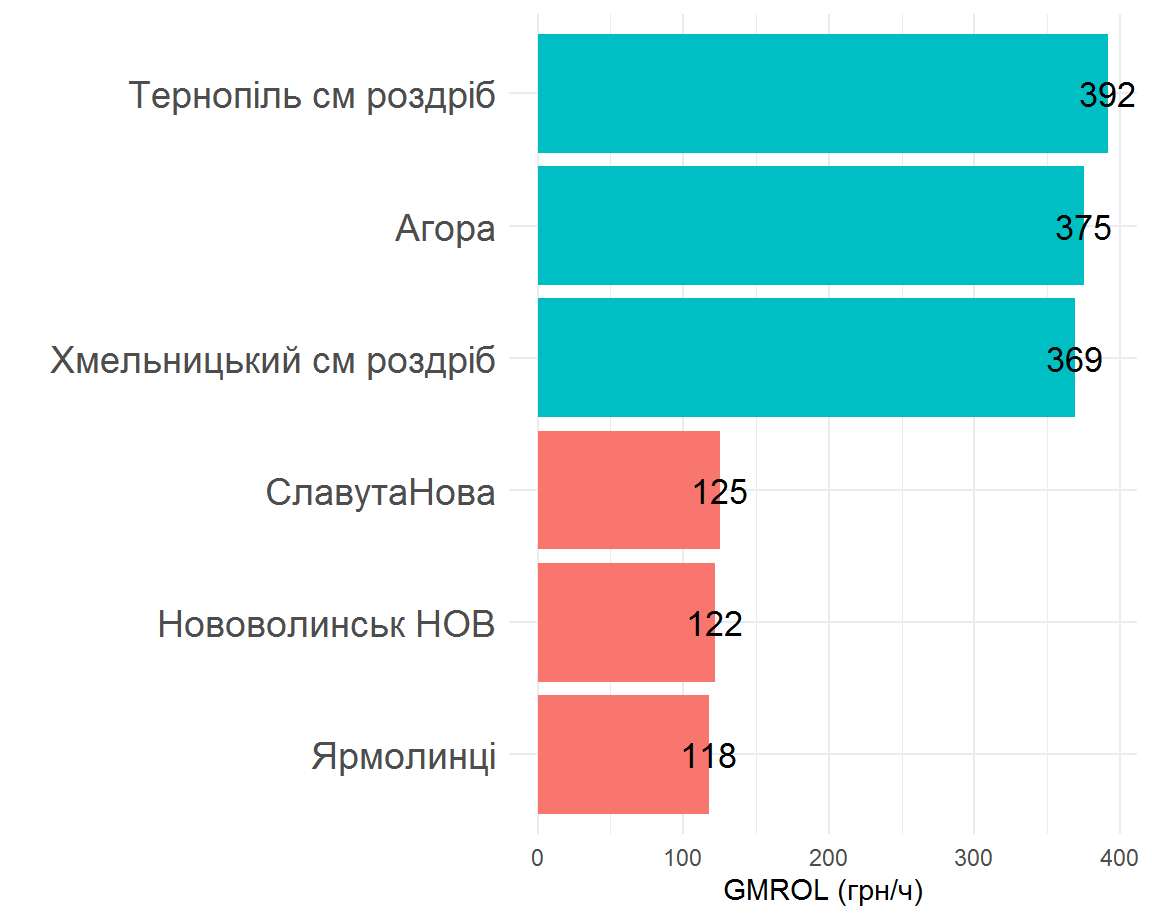 Тернопіль см роздріб
392
Агора
375
Хмельницький см роздріб
369
СлавутаНова
125
Нововолинськ НОВ
122
Ярмолинці
118
0 100 200 300 400
GMROL (грн/ч)